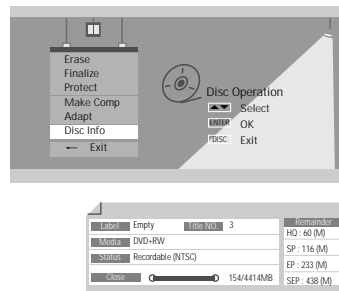 Erase
Finalize
Protect
Make Comp
Adapt
Disc Info
← Exit
Disc Operation
▲▼ Select
ENTER OK
DISC Exit
Label Empty Title NO. 3
Media DVD+RW
Status Recordable (NTSC)
Close 154/4414MB
Remainder
HQ : 60 (M)
SP : 116 (M)
EP : 233 (M)
SEP : 438 (M)